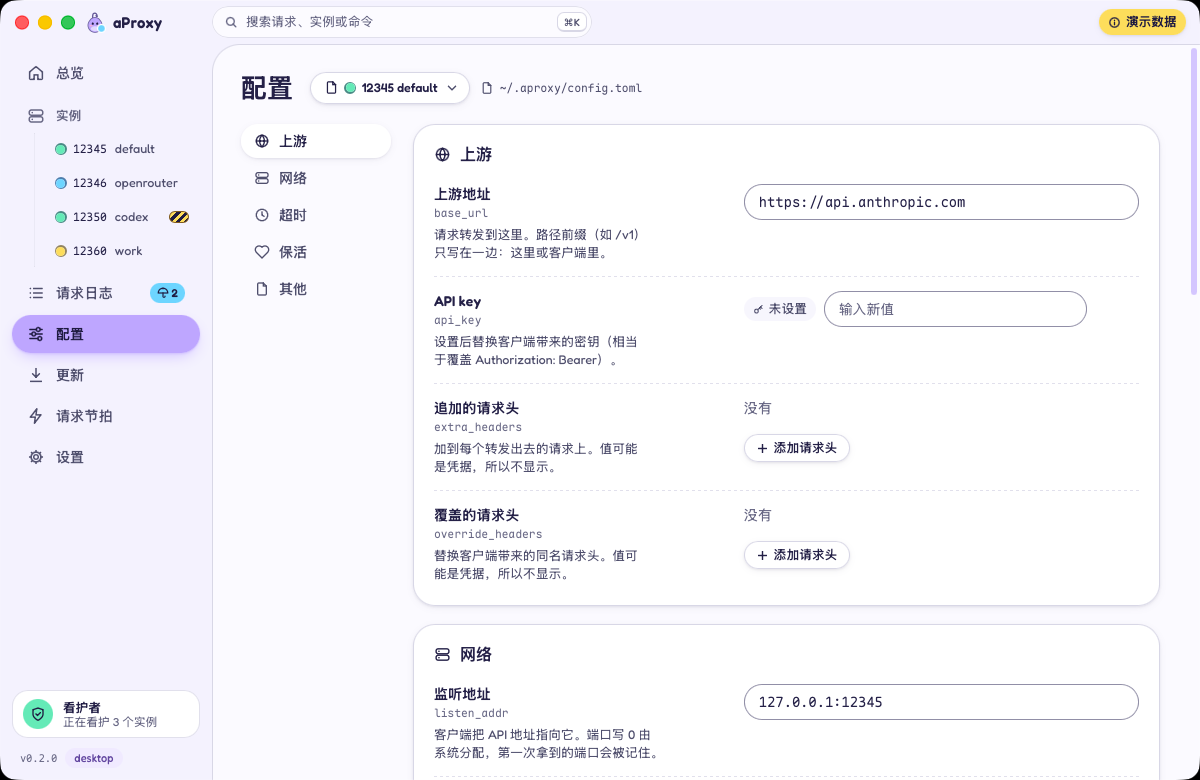 aProxy
搜索请求、实例或命令
⌘K
演示数据
总览
实例
12345 default
12346 openrouter
12350 codex
12360 work
请求日志
2
配置
更新
请求节拍
设置
看护者
正在看护 3 个实例
v0.2.0 desktop
配置
12345 default
~/.aproxy/config.toml
上游
网络
超时
保活
其他
上游
上游地址
base_url
请求转发到这里。路径前缀（如 /v1）
只写在一边：这里或客户端里。
https://api.anthropic.com
API key
api_key
设置后替换客户端带来的密钥（相当
于覆盖 Authorization: Bearer）。
未设置
输入新值
追加的请求头
extra_headers
加到每个转发出去的请求上。值可能
是凭据，所以不显示。
没有
+ 添加请求头
覆盖的请求头
override_headers
替换客户端带来的同名请求头。值可
能是凭据，所以不显示。
没有
+ 添加请求头
网络
监听地址
listen_addr
客户端把 API 地址指向它。端口写 0 由
系统分配，第一次拿到的端口会被记住。
127.0.0.1:12345